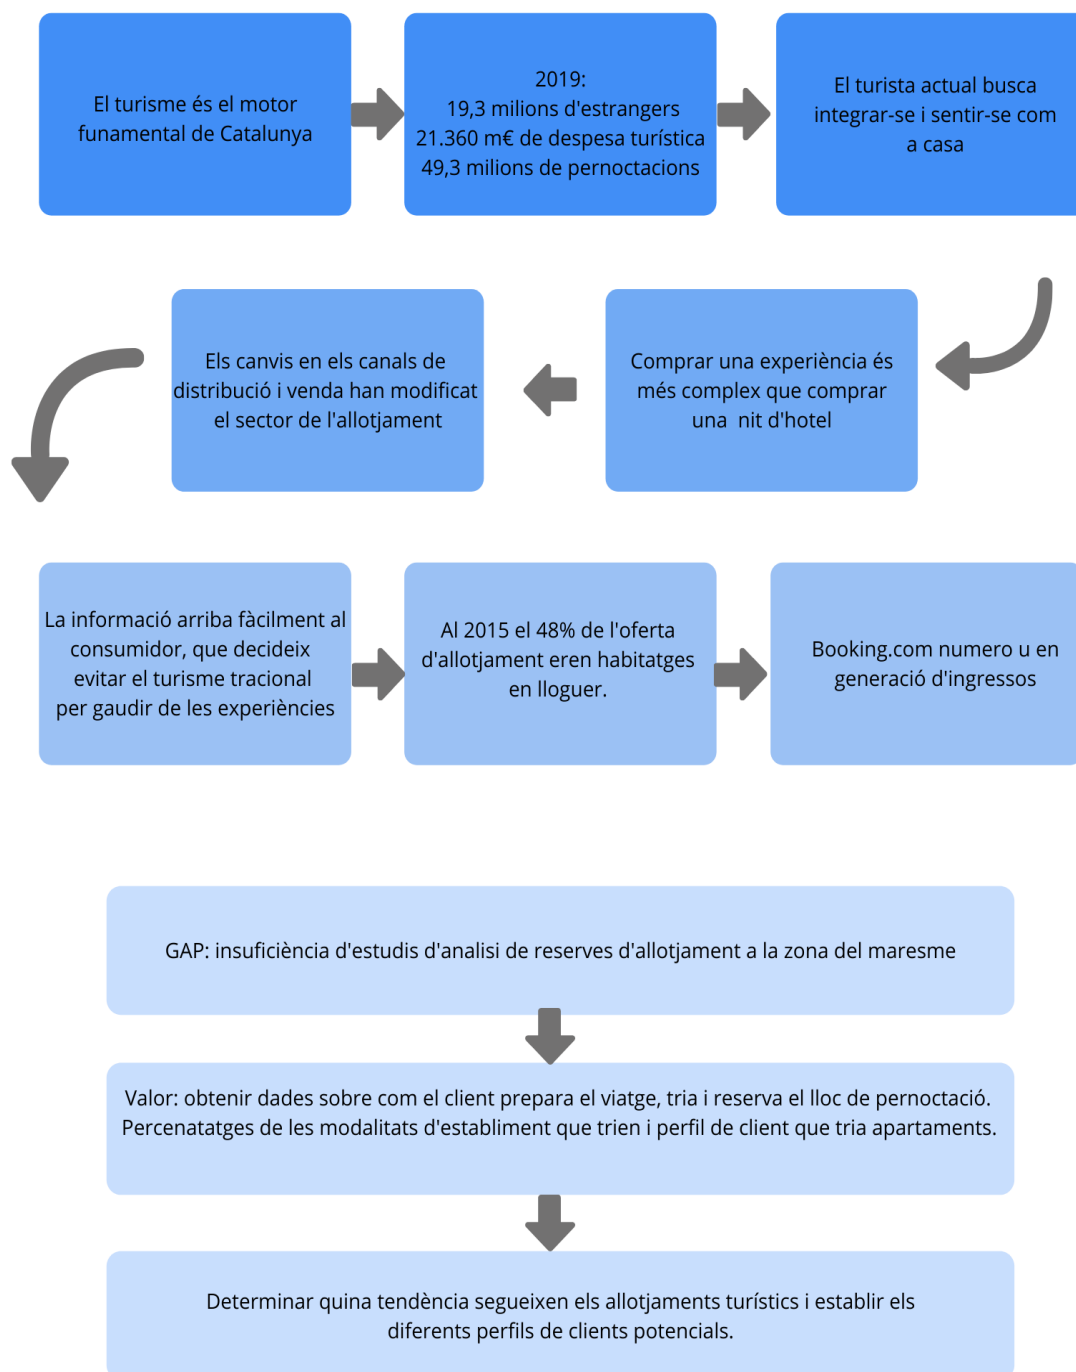 El turisme és el motor
funamental de Catalunya
2019:
19,3 milions d'estrangers
21.360 m€ de despesa turística
49,3 milions de pernoctacions
El turista actual busca
integrar-se i sentir-se com
a casa
Comprar una experiència és
més complex que comprar
una nit d'hotel
Els canvis en els canals de
distribució i venda han modificat
el sector de l'allotjament
La informació arriba fàcilment al
consumidor, que decideix
evitar el turisme tracional
per gaudir de les experiències
Al 2015 el 48% de l'oferta
d'allotjament eren habitatges
en lloguer.
Booking.com numero u en
generació d'ingressos
GAP: insuficiència d'estudis d'analisi de reserves d'allotjament a la zona del maresme
Valor: obtenir dades sobre com el client prepara el viatge, tria i reserva el lloc de pernoctació.
Percenatatges de les modalitats d'establiment que trien i perfil de client que tria apartaments.
Determinar quina tendència segueixen els allotjaments turístics i establir els
diferents perfils de clients potencials.